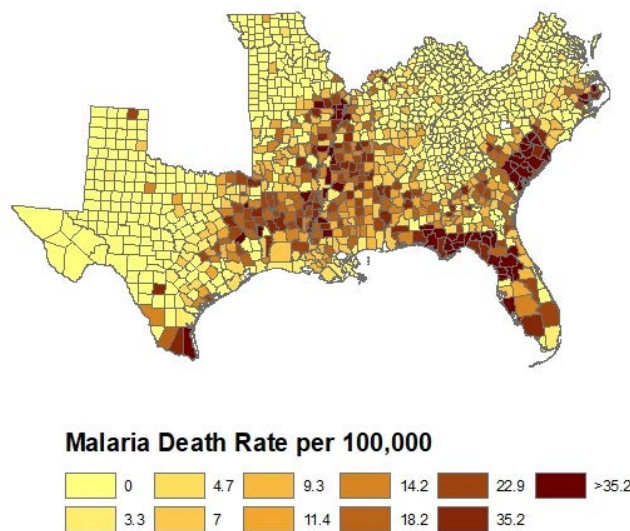 Malaria Death Rate per 100,000
0 4.7 9.3 14.2 22.9 >35.2
3.3 7 11.4 18.2 35.2